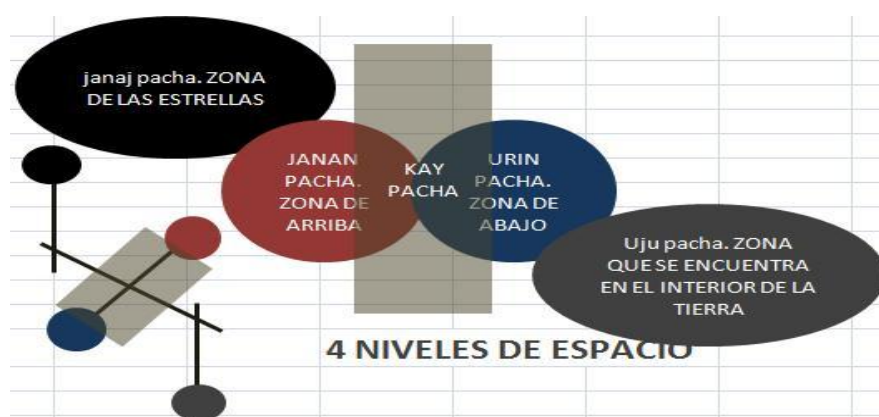 janaj pacha. ZONA
DE LAS ESTRELLAS
JANAN
PACHA.
ZONA DE
ARRIBA
KAY
PACHA
URIN
PACHA.
ZONA DE
ABAJO
Uju pacha. ZONA
QUE SE ENCUENTRA
EN EL INTERIOR DE LA
TIERRA
4 NIVELES DE ESPACIO